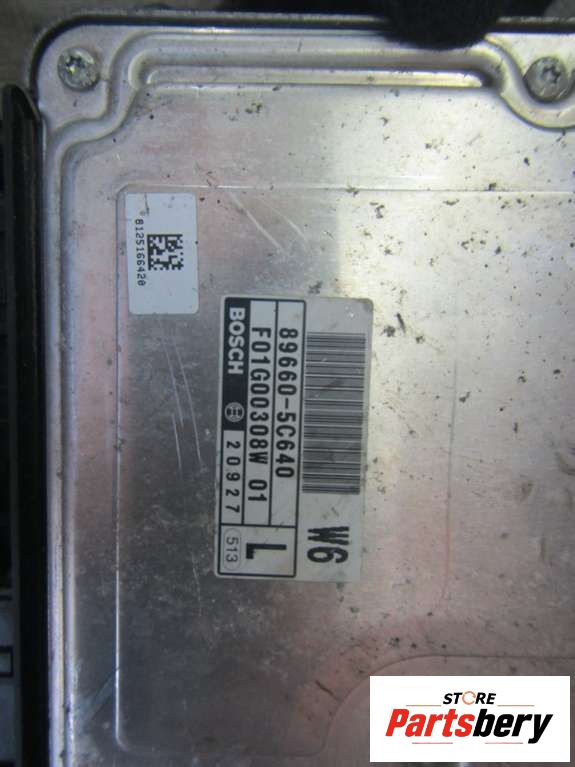 8125166420
89660-5C640
W6
F01G00308W 01
L
BOSCH
20927
513
STORE
Partsbery